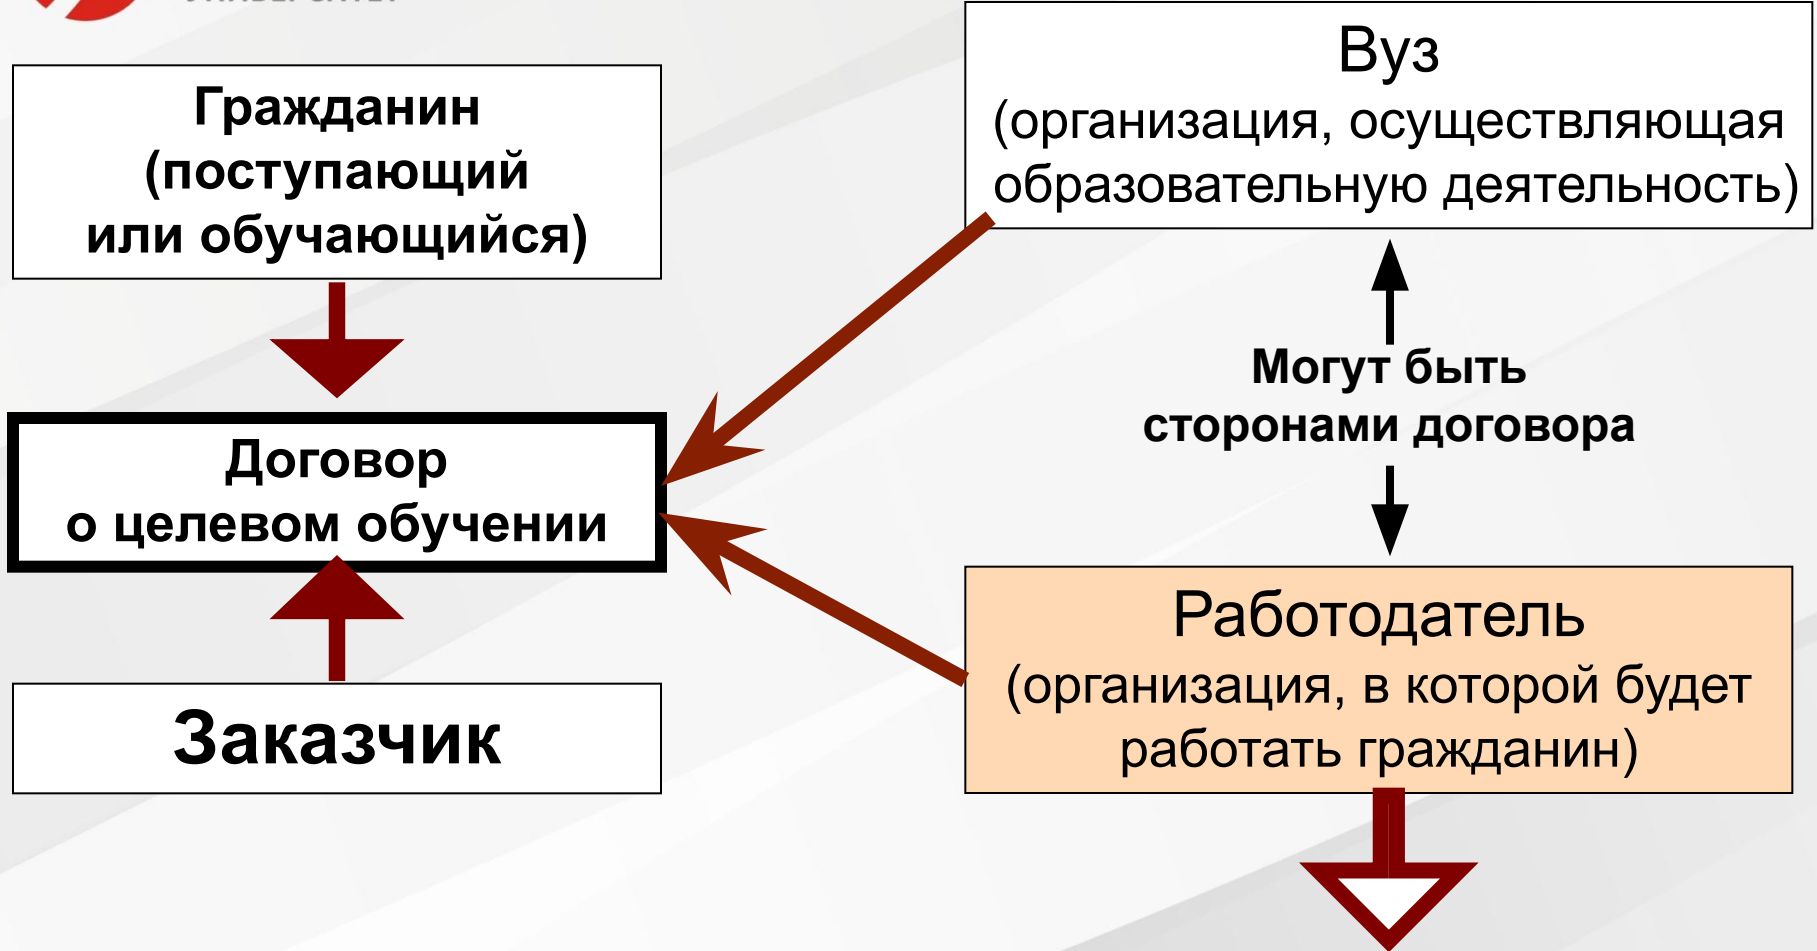 Гражданин
(поступающий
или обучающийся)
Договор
о целевом обучении
Заказчик
Вуз
(организация, осуществляющая
образовательную деятельность)
Могут быть
сторонами договора
Работодатель
(организация, в которой будет
работать гражданин)